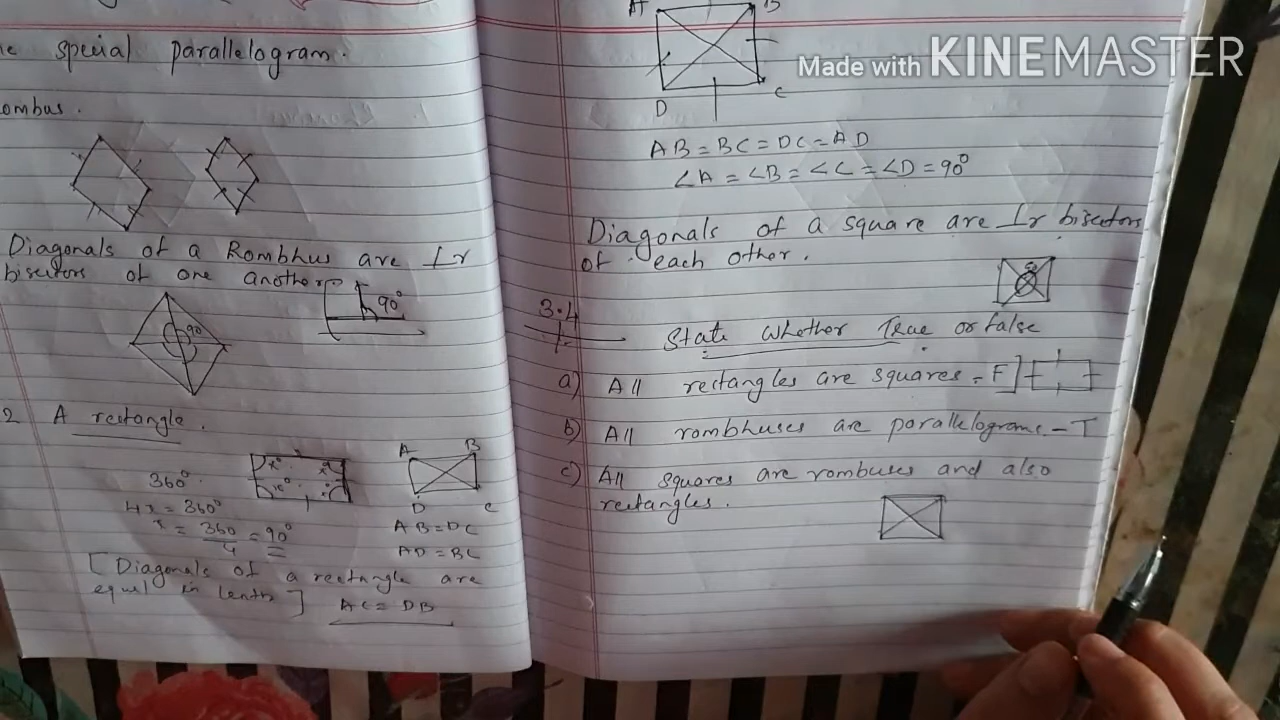 e special parallelogram.
ombus.
Diagonals of a Rombhus are ⊥r
bisectors of one another
90°
90
2 A rectangle.
x° x°
x°
A B
D C
360°
4x = 360°
x = 360/4 = 90°
AB = DC
AD = BC
[Diagonals of a rectangle are
equal in lenth]
AC = DB
A B
D C
AB = BC = DC = AD
∠A = ∠B = ∠C = ∠D = 90°
Diagonals of a square are ⊥r bisectors
of each other.
3.4
State whether True or false
a) All rectangles are squares - F]
b) All rombhuses are parallelograms - T
c) All squares are rombuses and also
rectangles.
Made with KINEMASTER